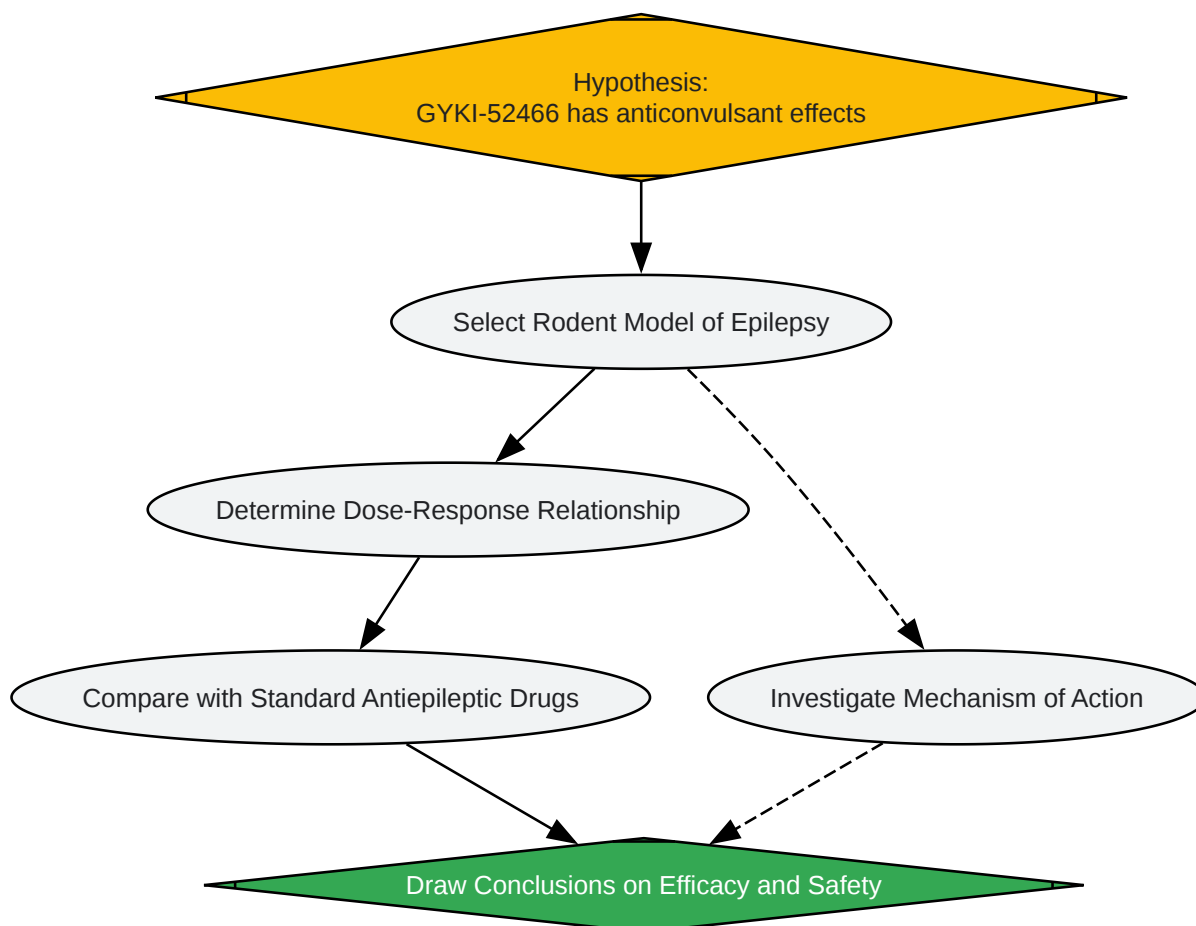 Hypothesis:
GYKI-52466 has anticonvulsant effects
Select Rodent Model of Epilepsy
Determine Dose-Response Relationship
Compare with Standard Antiepileptic Drugs
Investigate Mechanism of Action
Draw Conclusions on Efficacy and Safety